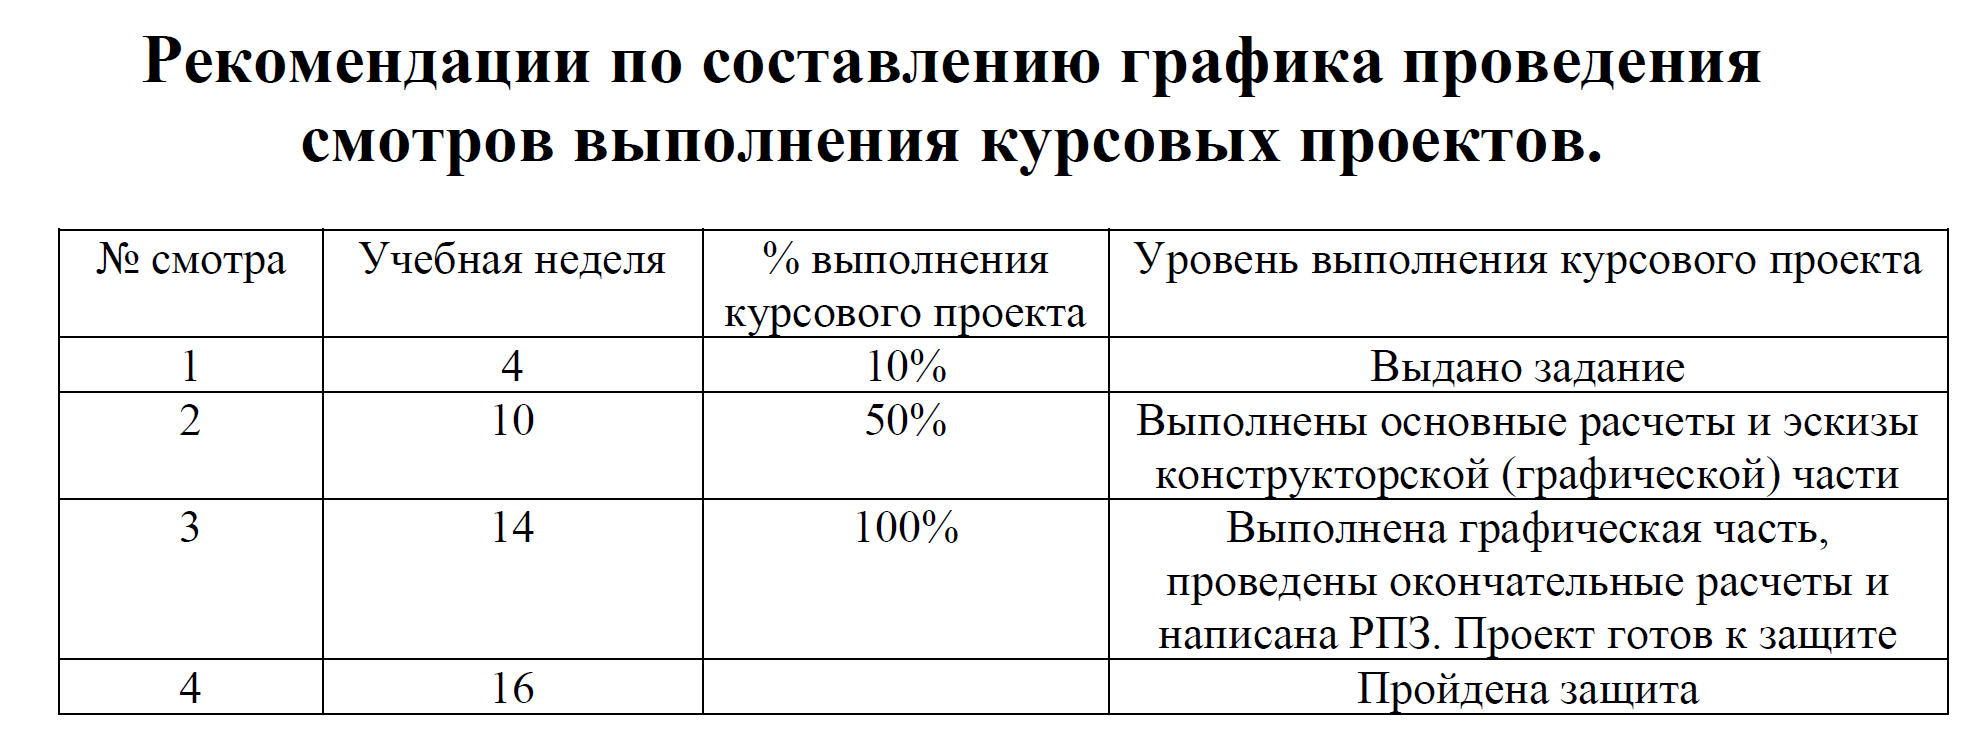 Рекомендации по составлению графика проведения
смотров выполнения курсовых проектов.
№ смотра Учебная неделя % выполнения Уровень выполнения курсового проекта
курсового проекта
1 4 10% Выдано задание
2 10 50% Выполнены основные расчеты и эскизы
конструкторской (графической) части
3 14 100% Выполнена графическая часть,
проведены окончательные расчеты и
написана РПЗ. Проект готов к защите
4 16 Пройдена защита